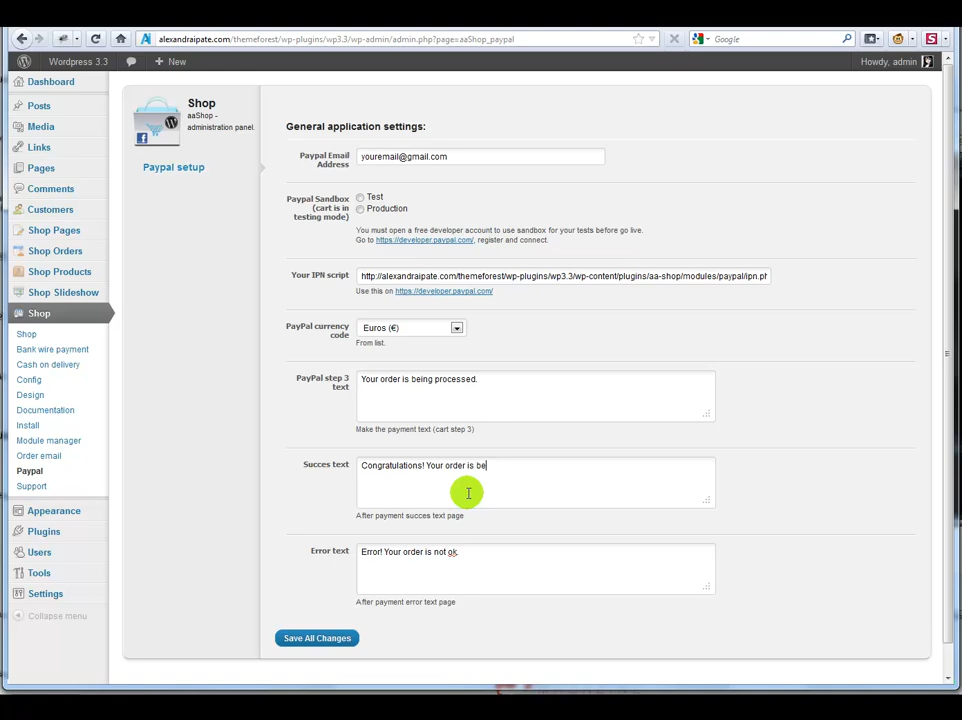 alexandraipate.com/themeforest/wp-plugins/wp3.3/wp-admin/admin.php?page=aaShop_paypal
Google
Wordpress 3.3
New
Howdy, admin
Dashboard
Posts
Media
Links
Pages
Comments
Customers
Shop Pages
Shop Orders
Shop Products
Shop Slideshow
Shop
Shop
Bank wire payment
Cash on delivery
Config
Design
Documentation
Install
Module manager
Order email
Paypal
Support
Appearance
Plugins
Users
Tools
Settings
Collapse menu
Shop
aaShop -
administration panel.
Paypal setup
General application settings:
Paypal Email
Address
youremail@gmail.com
Paypal Sandbox
(cart is in
testing mode)
Test
Production
You must open a free developer account to use sandbox for your tests before go live.
Go to https://developer.paypal.com/, register and connect.
Your IPN script
http://alexandraipate.com/themeforest/wp-plugins/wp3.3/wp-content/plugins/aa-shop/modules/paypal/ipn.ph
Use this on https://developer.paypal.com/
PayPal currency
code
Euros (€)
From list.
PayPal step 3
text
Your order is being processed.
Make the payment text (cart step 3)
Succes text
Congratulations! Your order is be
After payment succes text page
Error text
Error! Your order is not ok.
After payment error text page
Save All Changes